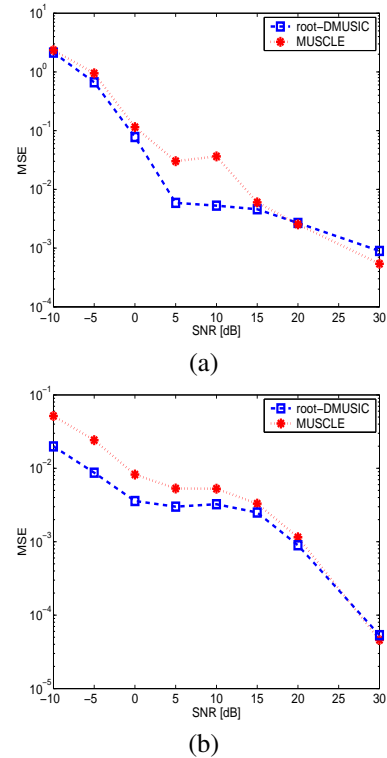 10^1
10^0
10^-1
10^-2
10^-3
10^-4
MSE
root-DMUSIC
MUSCLE
-10 -5 0 5 10 15 20 25 30
SNR [dB]
(a)
10^-1
10^-2
10^-3
10^-4
10^-5
MSE
root-DMUSIC
MUSCLE
-10 -5 0 5 10 15 20 25 30
SNR [dB]
(b)